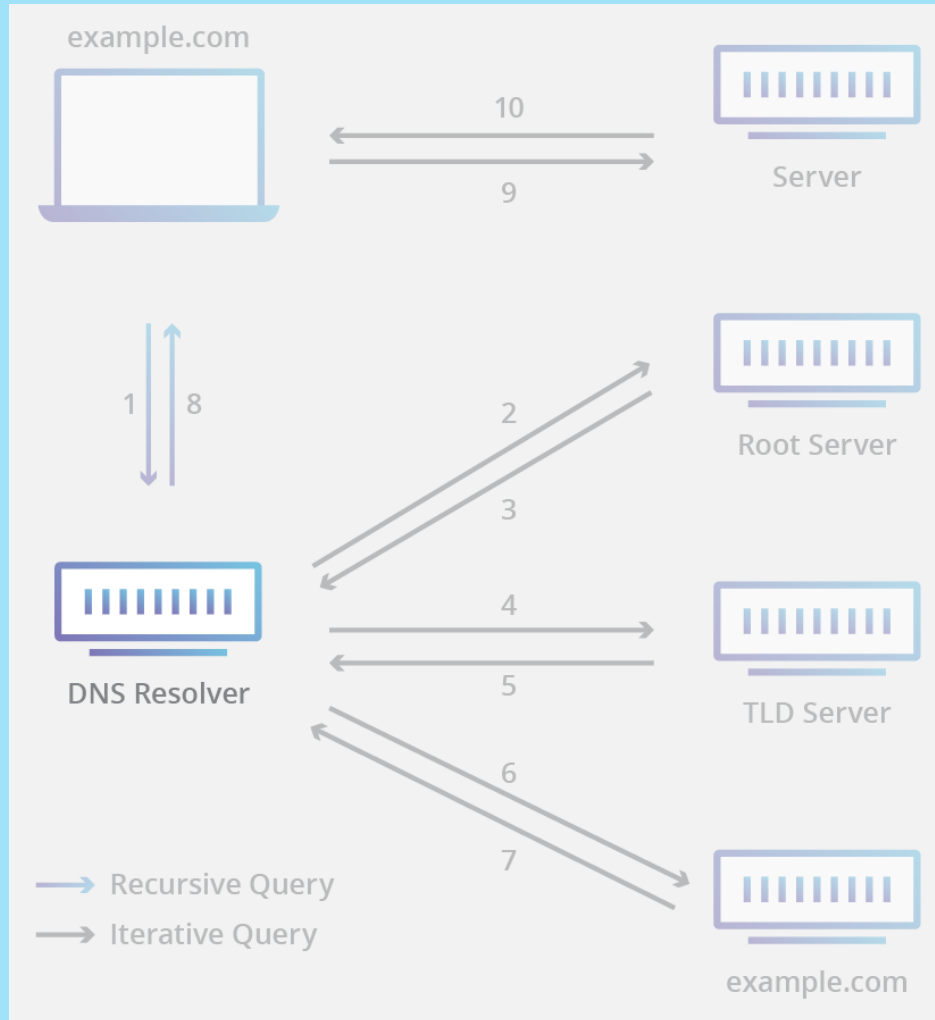 example.com
10
9
Server
1
8
2
3
Root Server
DNS Resolver
4
5
TLD Server
6
7
Recursive Query
Iterative Query
example.com